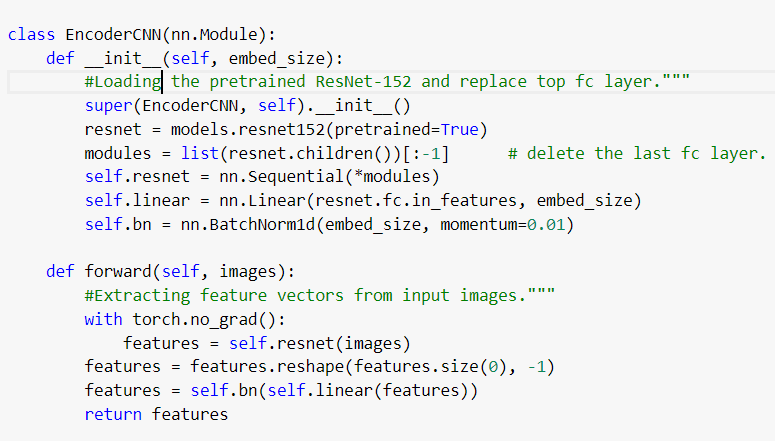 class EncoderCNN(nn.Module):
    def __init__(self, embed_size):
        #Loading the pretrained ResNet-152 and replace top fc layer."""
        super(EncoderCNN, self).__init__()
        resnet = models.resnet152(pretrained=True)
        modules = list(resnet.children())[:-1]      # delete the last fc layer.
        self.resnet = nn.Sequential(*modules)
        self.linear = nn.Linear(resnet.fc.in_features, embed_size)
        self.bn = nn.BatchNorm1d(embed_size, momentum=0.01)
    def forward(self, images):
        #Extracting feature vectors from input images."""
        with torch.no_grad():
            features = self.resnet(images)
        features = features.reshape(features.size(0), -1)
        features = self.bn(self.linear(features))
        return features